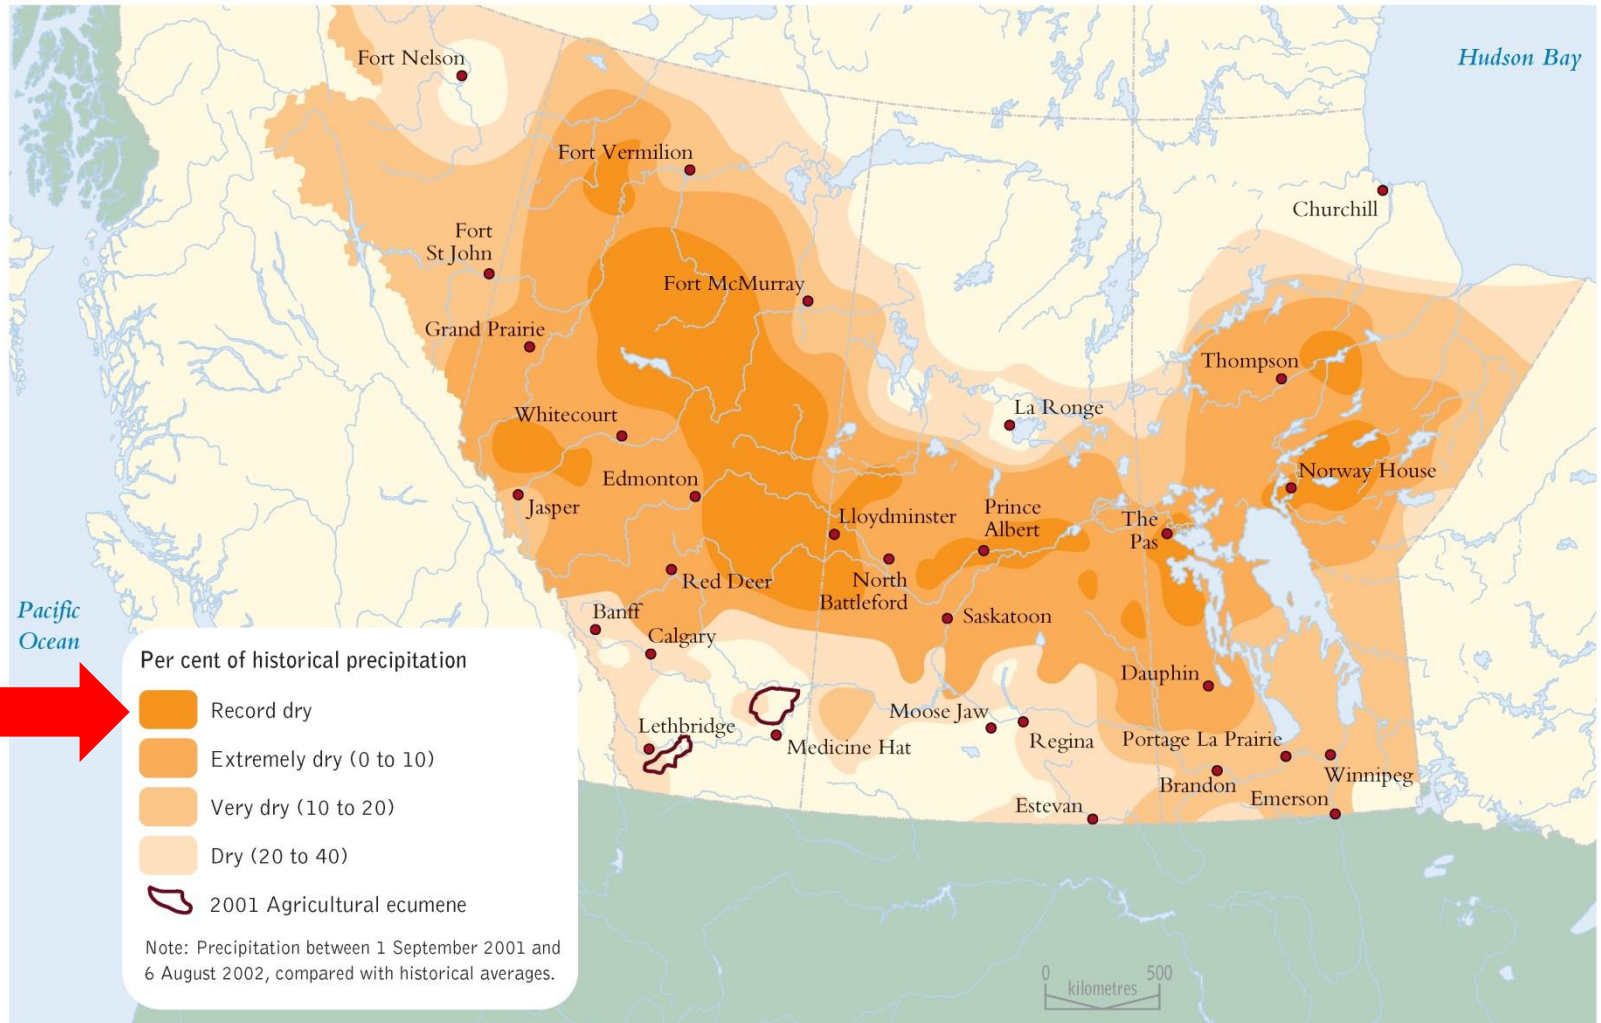 Hudson Bay
Fort Nelson
Fort Vermilion
Churchill
Fort
St John
Fort McMurray
Grand Prairie
Thompson
Whitecourt
La Ronge
Edmonton
Norway House
Jasper
Lloydminster
Prince
Albert
The
Pas
Red Deer
North
Battleford
Pacific
Ocean
Banff
Saskatoon
Calgary
Dauphin
Lethbridge
Moose Jaw
Medicine Hat
Regina
Portage La Prairie
Winnipeg
Brandon
Emerson
Estevan
Per cent of historical precipitation
Record dry
Extremely dry (0 to 10)
Very dry (10 to 20)
Dry (20 to 40)
2001 Agricultural ecumene
Note: Precipitation between 1 September 2001 and
6 August 2002, compared with historical averages.
0 500
kilometres